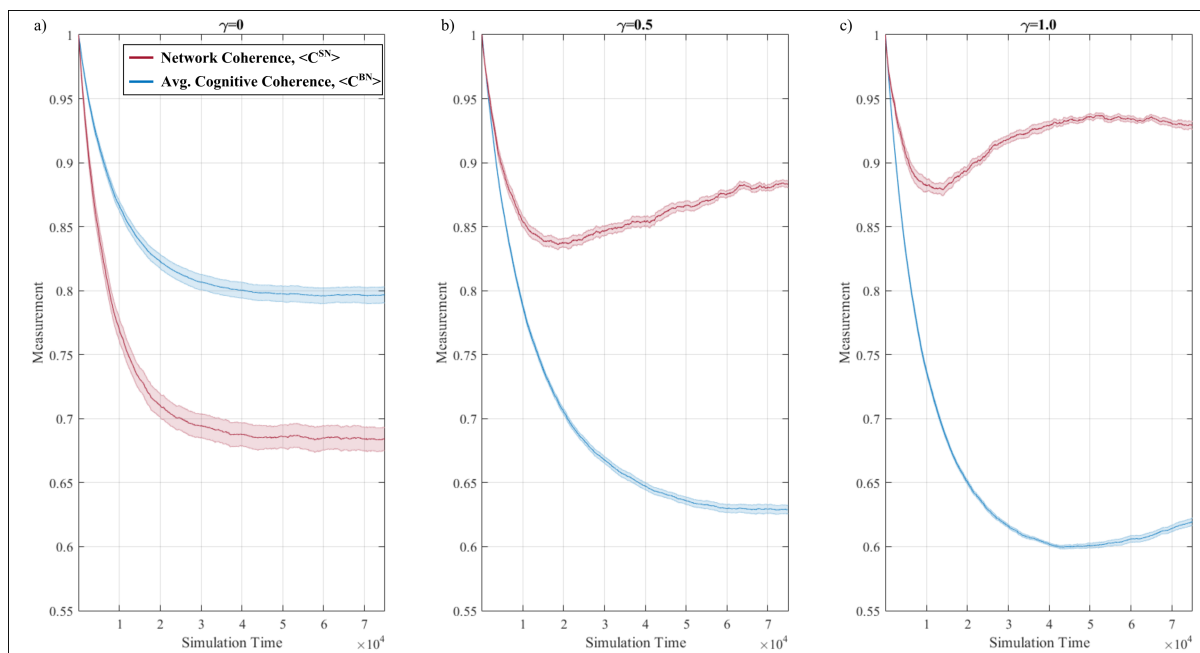 a)
γ=0
1
0.95
0.9
0.85
0.8
0.75
0.7
0.65
0.6
0.55
Measurement
Network Coherence, <C^SN>
Avg. Cognitive Coherence, <C^BN>
1 2 3 4 5 6 7
Simulation Time
×10^4
b)
γ=0.5
1
0.95
0.9
0.85
0.8
0.75
0.7
0.65
0.6
0.55
Measurement
1 2 3 4 5 6 7
Simulation Time
×10^4
c)
γ=1.0
1
0.95
0.9
0.85
0.8
0.75
0.7
0.65
0.6
0.55
Measurement
1 2 3 4 5 6 7
Simulation Time
×10^4